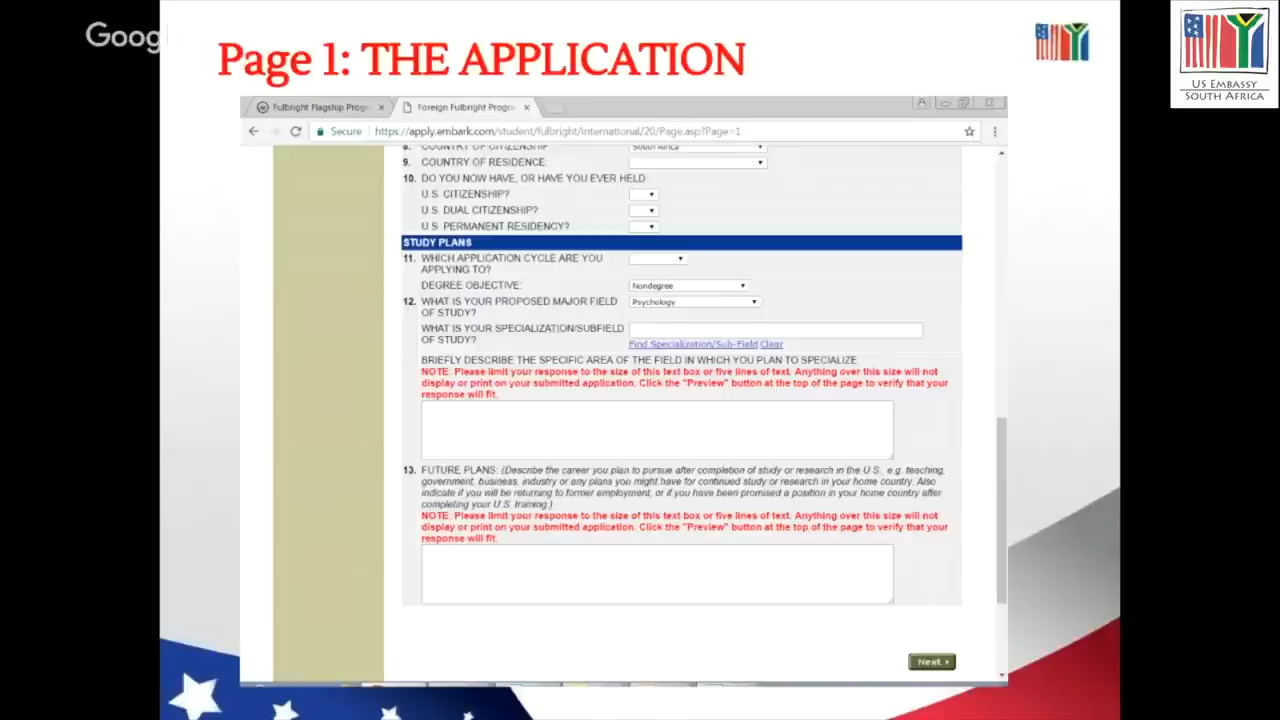 Goog
Page 1: THE APPLICATION
US EMBASSY
SOUTH AFRICA
Fulbright Flagship Prog
Foreign Fulbright Progr
Secure https://apply.embark.com/student/fulbright/international/20/Page.asp?Page=1
8. COUNTRY OF CITIZENSHIP South Africa
9. COUNTRY OF RESIDENCE:
10. DO YOU NOW HAVE, OR HAVE YOU EVER HELD
U.S. CITIZENSHIP?
U.S. DUAL CITIZENSHIP?
U.S. PERMANENT RESIDENCY?
STUDY PLANS
11. WHICH APPLICATION CYCLE ARE YOU
APPLYING TO?
DEGREE OBJECTIVE: Nondegree
12. WHAT IS YOUR PROPOSED MAJOR FIELD Psychology
OF STUDY?
WHAT IS YOUR SPECIALIZATION/SUBFIELD
OF STUDY?
Find Specialization/Sub-Field Clear
BRIEFLY DESCRIBE THE SPECIFIC AREA OF THE FIELD IN WHICH YOU PLAN TO SPECIALIZE
NOTE: Please limit your response to the size of this text box or five lines of text. Anything over this size will not
display or print on your submitted application. Click the "Preview" button at the top of the page to verify that your
response will fit.
13. FUTURE PLANS: (Describe the career you plan to pursue after completion of study or research in the U.S., e.g. teaching,
government, business, industry or any plans you might have for continued study or research in your home country. Also
indicate if you will be returning to former employment, or if you have been promised a position in your home country after
completing your U.S. training.)
NOTE: Please limit your response to the size of this text box or five lines of text. Anything over this size will not
display or print on your submitted application. Click the "Preview" button at the top of the page to verify that your
response will fit.
Next